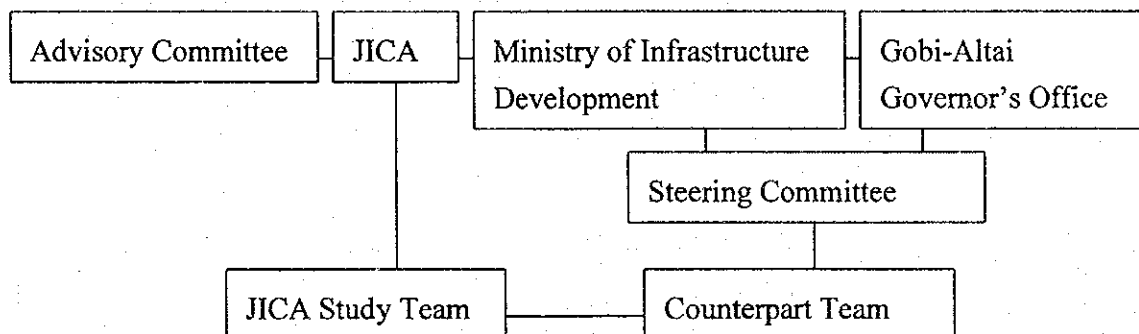 Advisory Committee
JICA
Ministry of Infrastructure
Development
Gobi-Altai
Governor's Office
Steering Committee
JICA Study Team
Counterpart Team